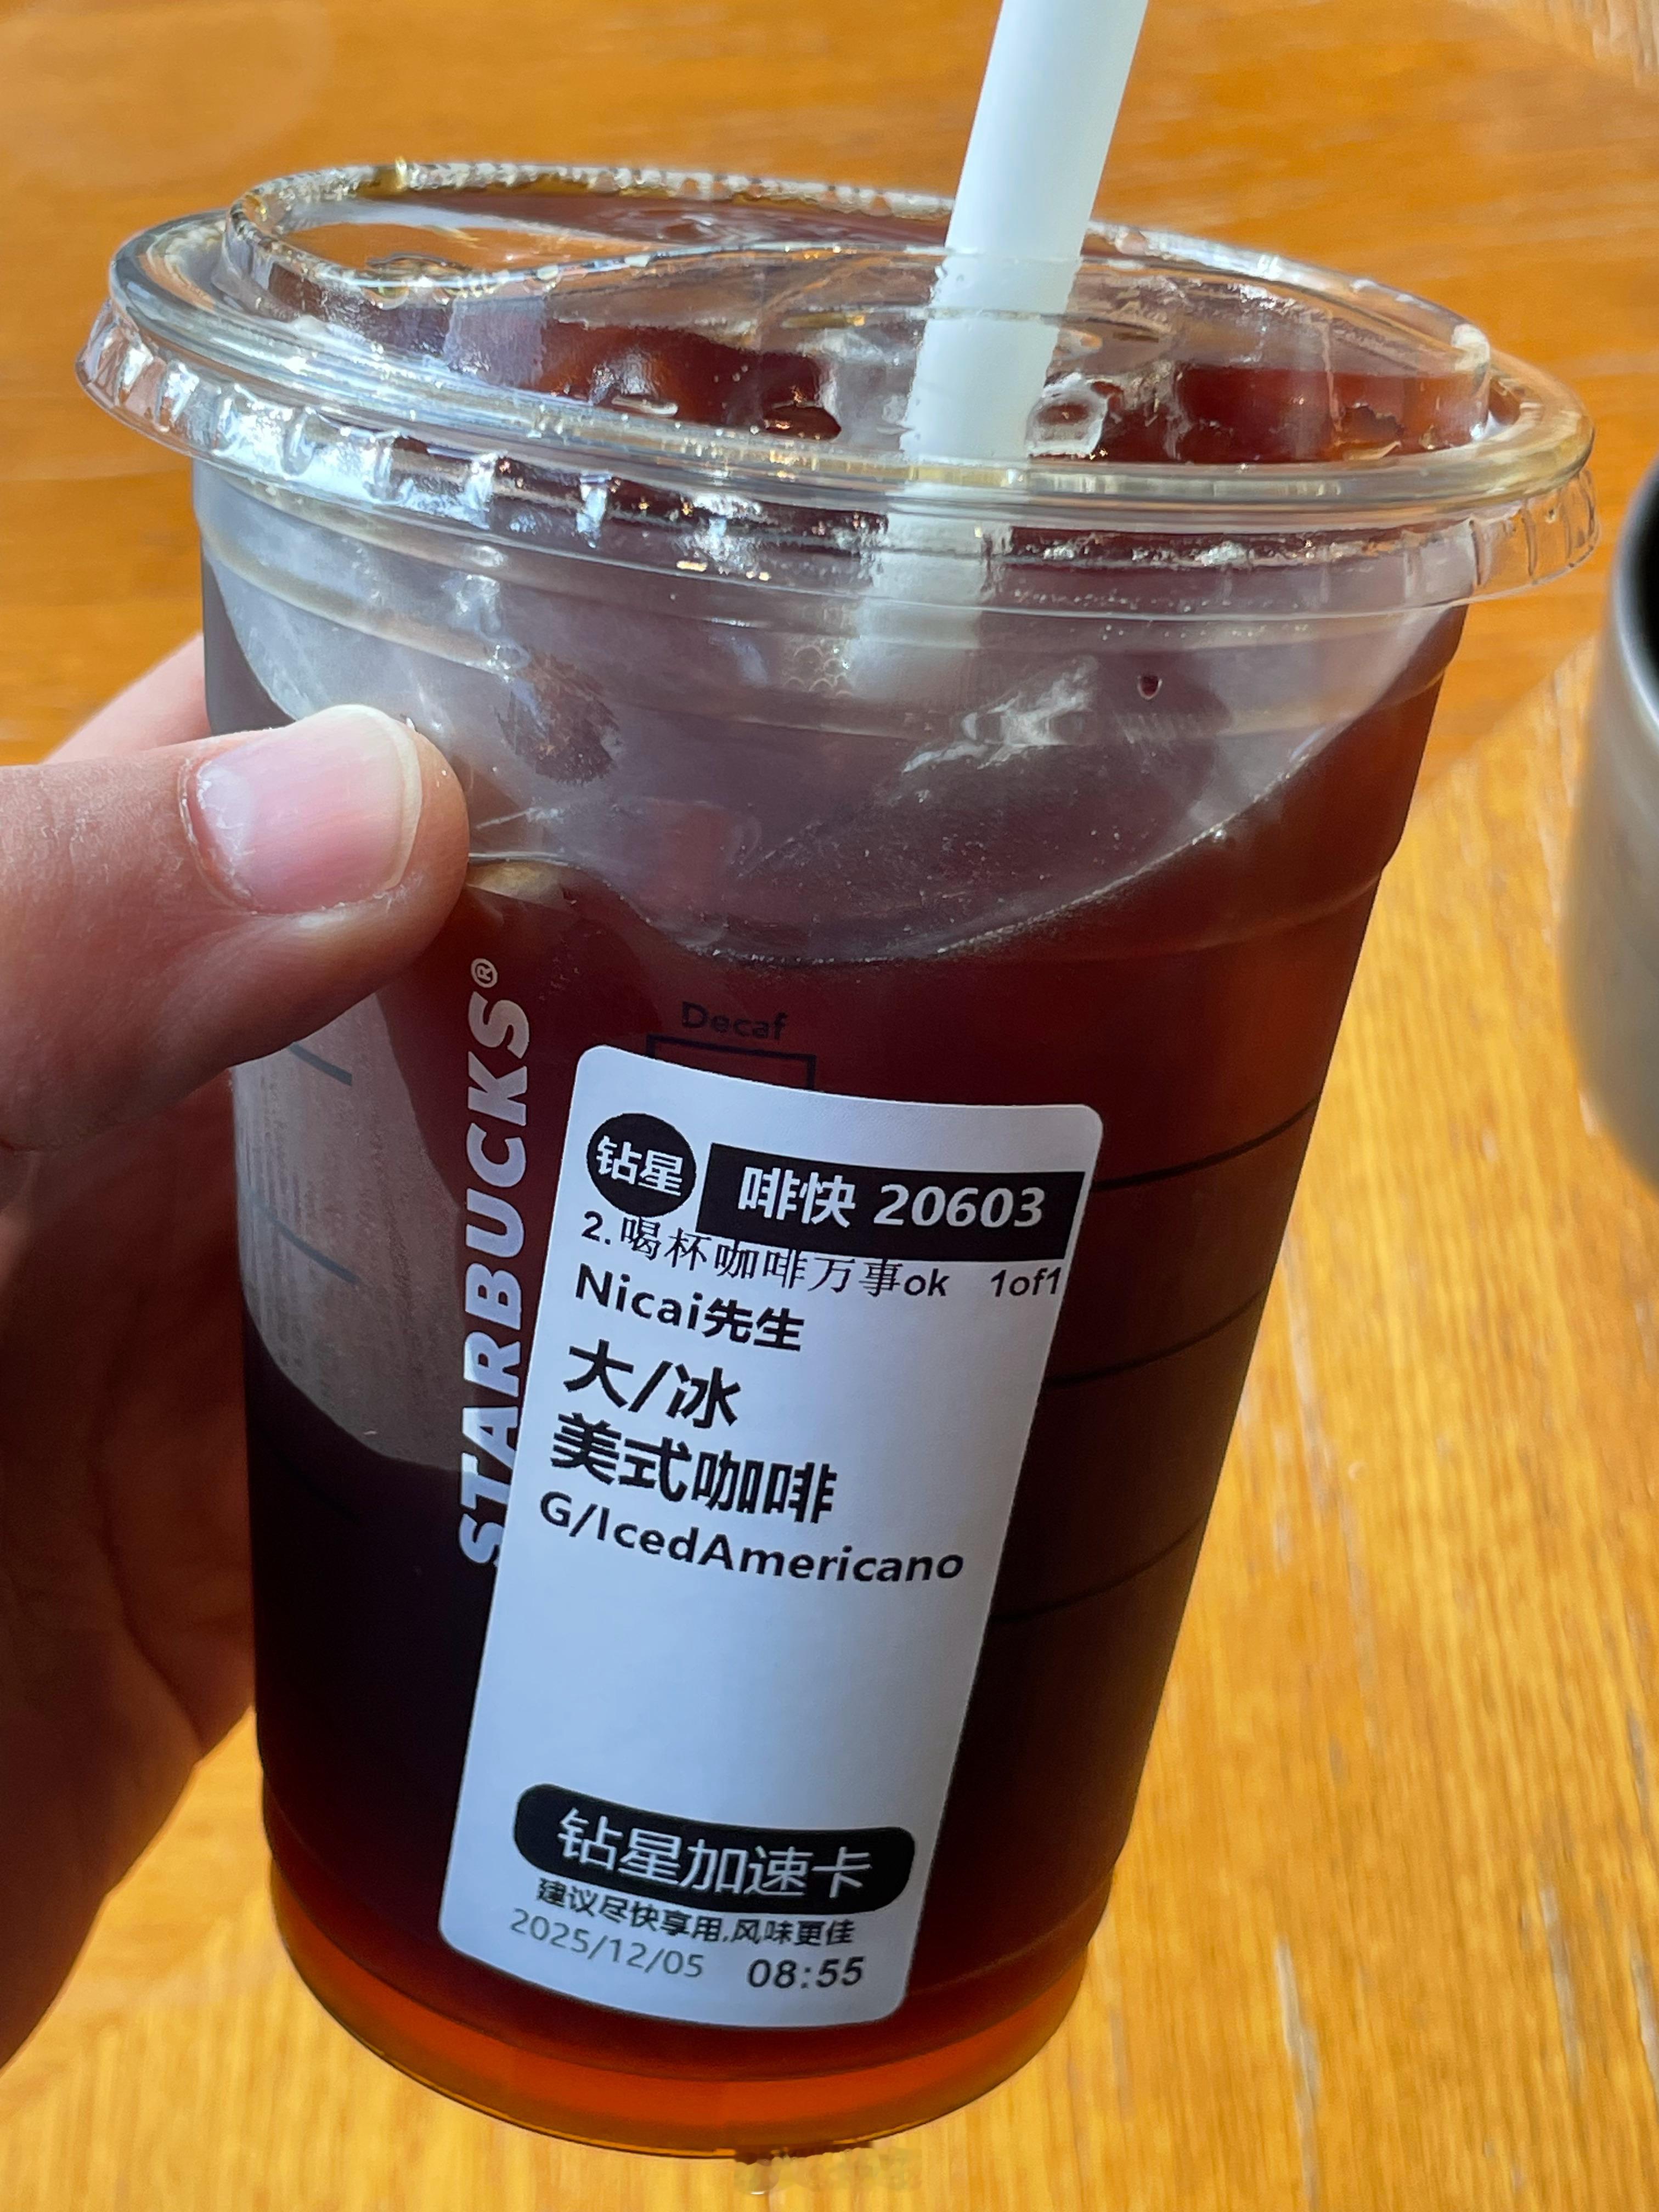 STARBUCKS®
Decaf
钻星 啡快 20603
2.喝杯咖啡万事ok 1of1
Nicai先生
大/冰
美式咖啡
G/IcedAmericano
钻星加速卡
建议尽快享用,风味更佳
2025/12/05 08:55